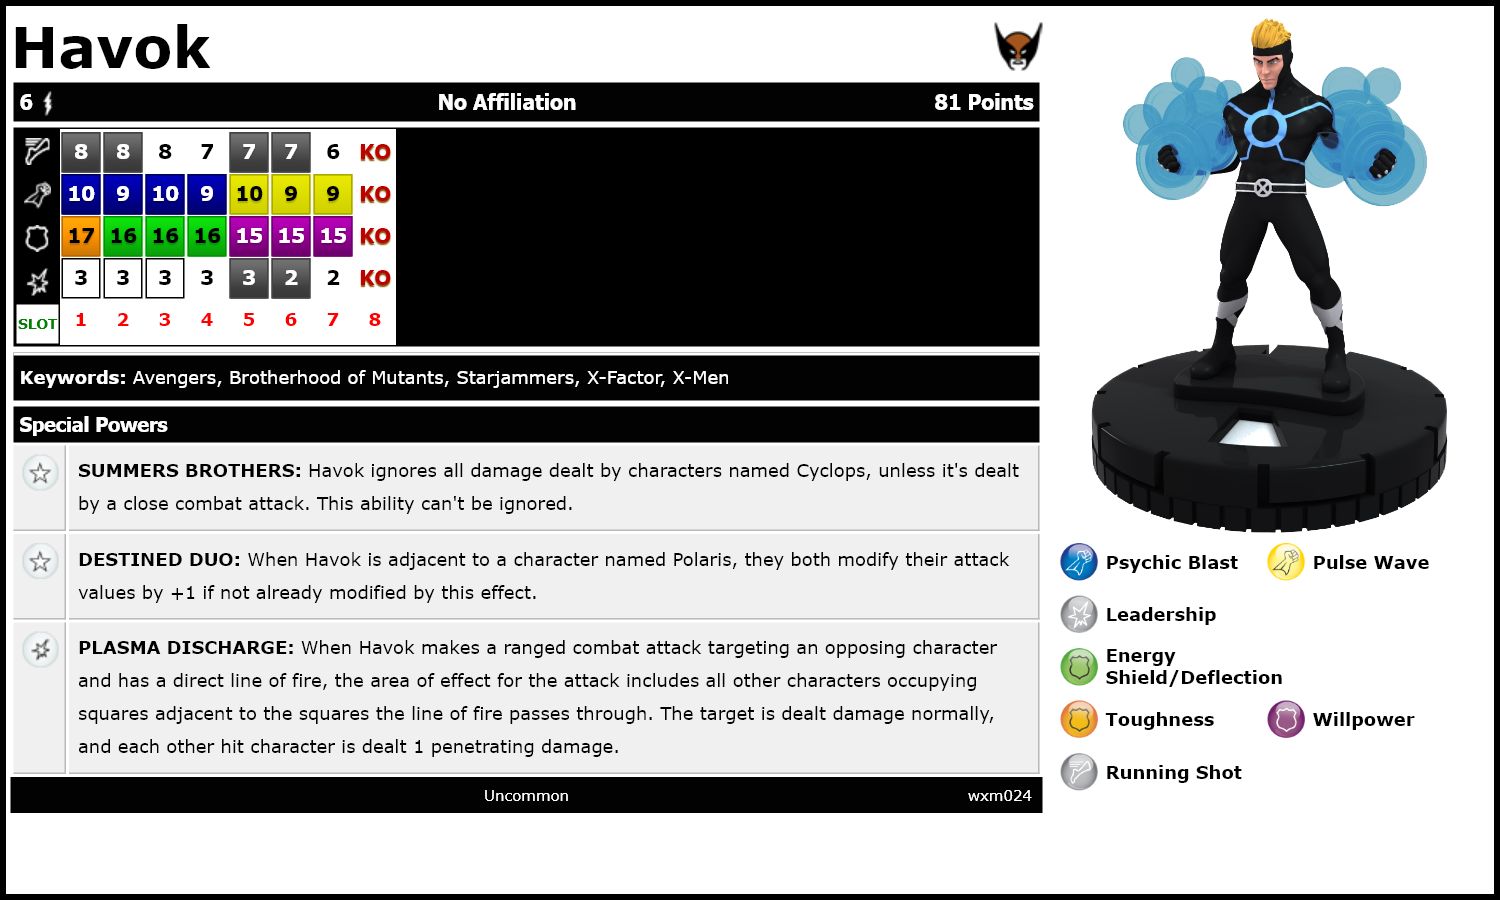 Havok
6 No Affiliation 81 Points
8 8 8 7 7 7 6 KO
10 9 10 9 10 9 9 KO
17 16 16 16 15 15 15 KO
3 3 3 3 3 2 2 KO
SLOT 1 2 3 4 5 6 7 8
Keywords: Avengers, Brotherhood of Mutants, Starjammers, X-Factor, X-Men
Special Powers
SUMMERS BROTHERS: Havok ignores all damage dealt by characters named Cyclops, unless it's dealt
by a close combat attack. This ability can't be ignored.
DESTINED DUO: When Havok is adjacent to a character named Polaris, they both modify their attack
values by +1 if not already modified by this effect.
PLASMA DISCHARGE: When Havok makes a ranged combat attack targeting an opposing character
and has a direct line of fire, the area of effect for the attack includes all other characters occupying
squares adjacent to the squares the line of fire passes through. The target is dealt damage normally,
and each other hit character is dealt 1 penetrating damage.
Uncommon wxm024
Psychic Blast Pulse Wave
Leadership
Energy
Shield/Deflection
Toughness Willpower
Running Shot